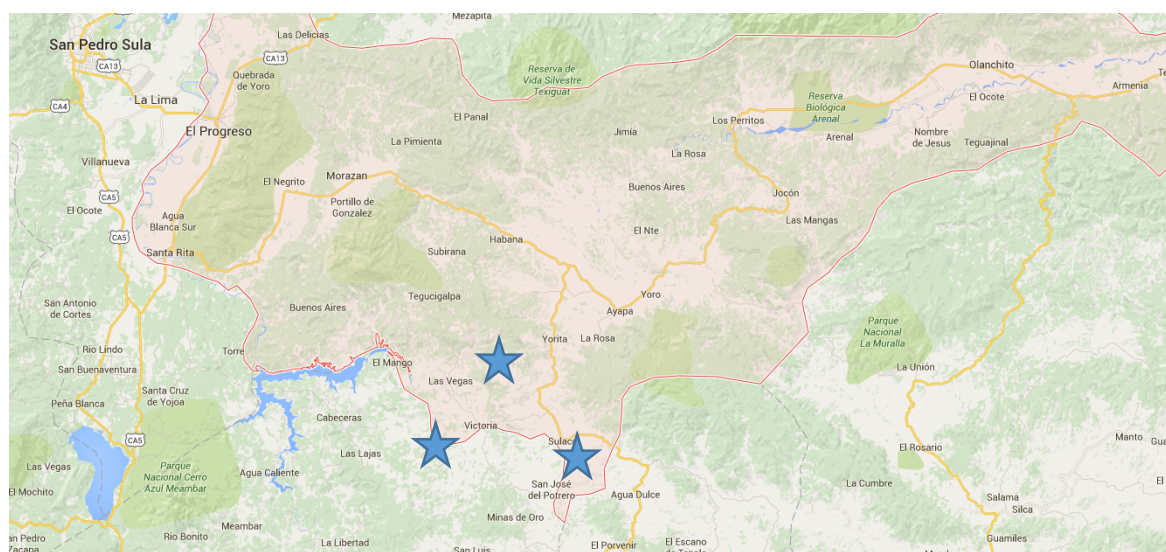 Mezapita
Las Delicias
San Pedro Sula
CA13
CA13
Olanchito
Reserva de
Vida Silvestre
Texiguat
Quebrada
de Yoro
Armenia
La Lima
CA4
Reserva
Biológica
Arenal
El Ocote
El Panal
Los Perritos
El Progreso
Jimía
Arenal
Nombre
de Jesus
Teguajinal
La Pimienta
La Rosa
Villanueva
Morazan
El Negrito
Buenos Aires
CA5
Jocón
Portillo de
Gonzalez
El Ocote
Agua
Blanca Sur
Las Mangas
El Nte
CA5
Habana
Santa Rita
Subirana
Tegucigalpa
Yoro
San Antonio
de Cortes
Buenos Aires
Ayapa
Parque
Nacional
La Muralla
Yorita
La Rosa
Rio Lindo
Torre
El Mango
San Buenaventura
La Unión
Las Vegas
Santa Cruz
de Yojoa
Peña Blanca
Cabeceras
Victoria
CA5
Sulaco
Manto
El Rosario
Las Lajas
Las Vegas
Parque
Nacional Cerro
Azul Meambar
Agua Caliente
San José
del Potrero
La Cumbre
El Mochito
Agua Dulce
Salama
Silca
Minas de Oro
Meambar
Rio Bonito
La Libertad
San Luis
El Porvenir
El Escano
Guamiles